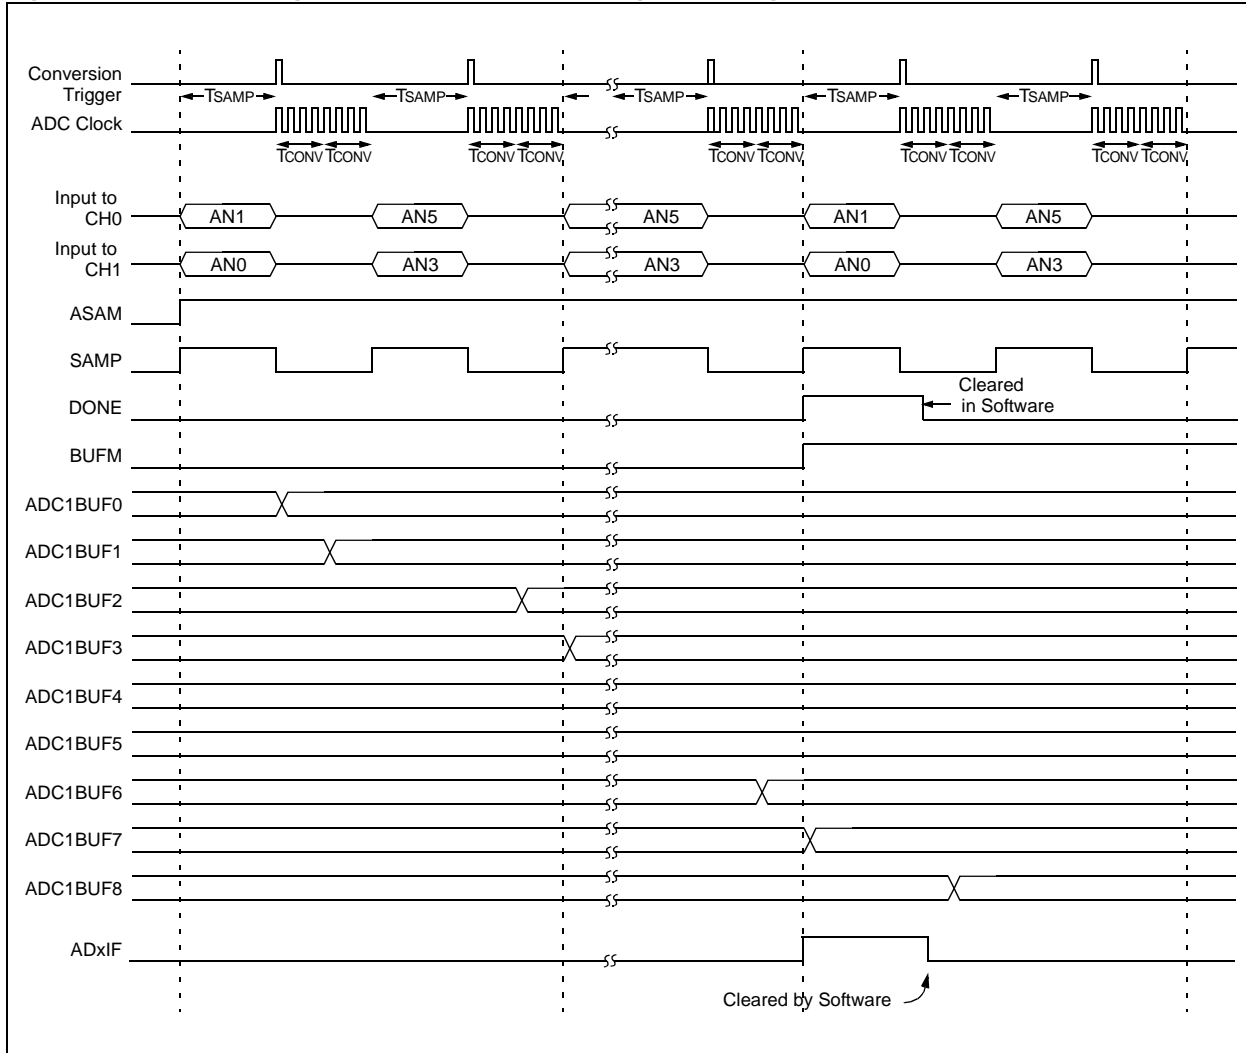 Conversion
Trigger
TSAMP TSAMP TSAMP TSAMP TSAMP
ADC Clock
TCONV TCONV TCONV TCONV TCONV TCONV TCONV TCONV TCONV TCONV
Input to
CH0
AN1 AN5 AN5 AN1 AN5
Input to
CH1
AN0 AN3 AN3 AN0 AN3
ASAM
SAMP
Cleared
in Software
DONE
BUFM
ADC1BUF0
ADC1BUF1
ADC1BUF2
ADC1BUF3
ADC1BUF4
ADC1BUF5
ADC1BUF6
ADC1BUF7
ADC1BUF8
ADxIF
Cleared by Software